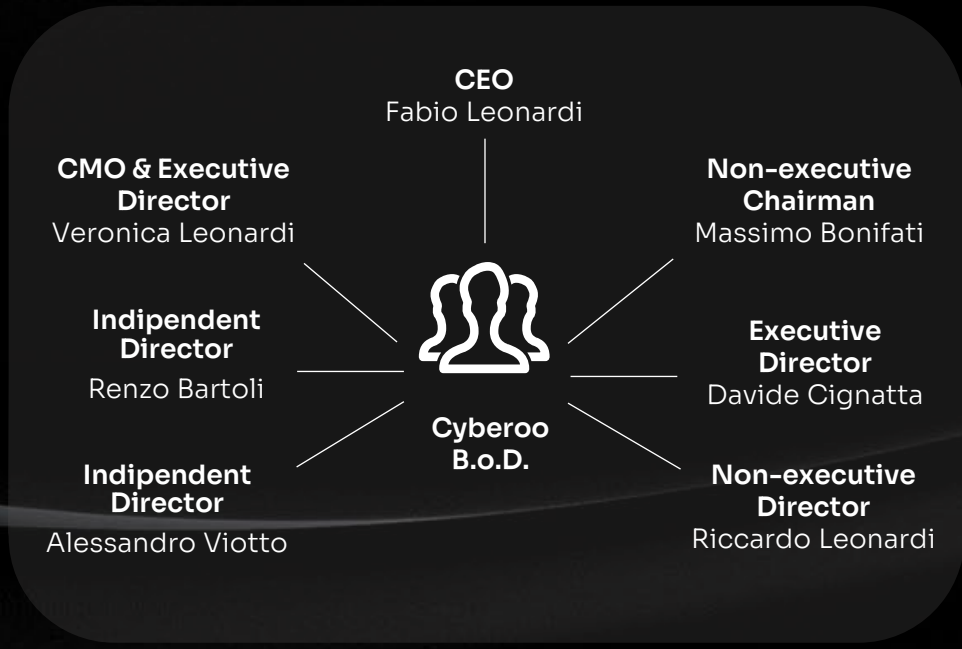 CEO
Fabio Leonardi
CMO & Executive
Director
Veronica Leonardi
Non-executive
Chairman
Massimo Bonifati
Indipendent
Director
Renzo Bartoli
Executive
Director
Davide Cignatta
Cyberoo
B.o.D.
Indipendent
Director
Alessandro Viotto
Non-executive
Director
Riccardo Leonardi